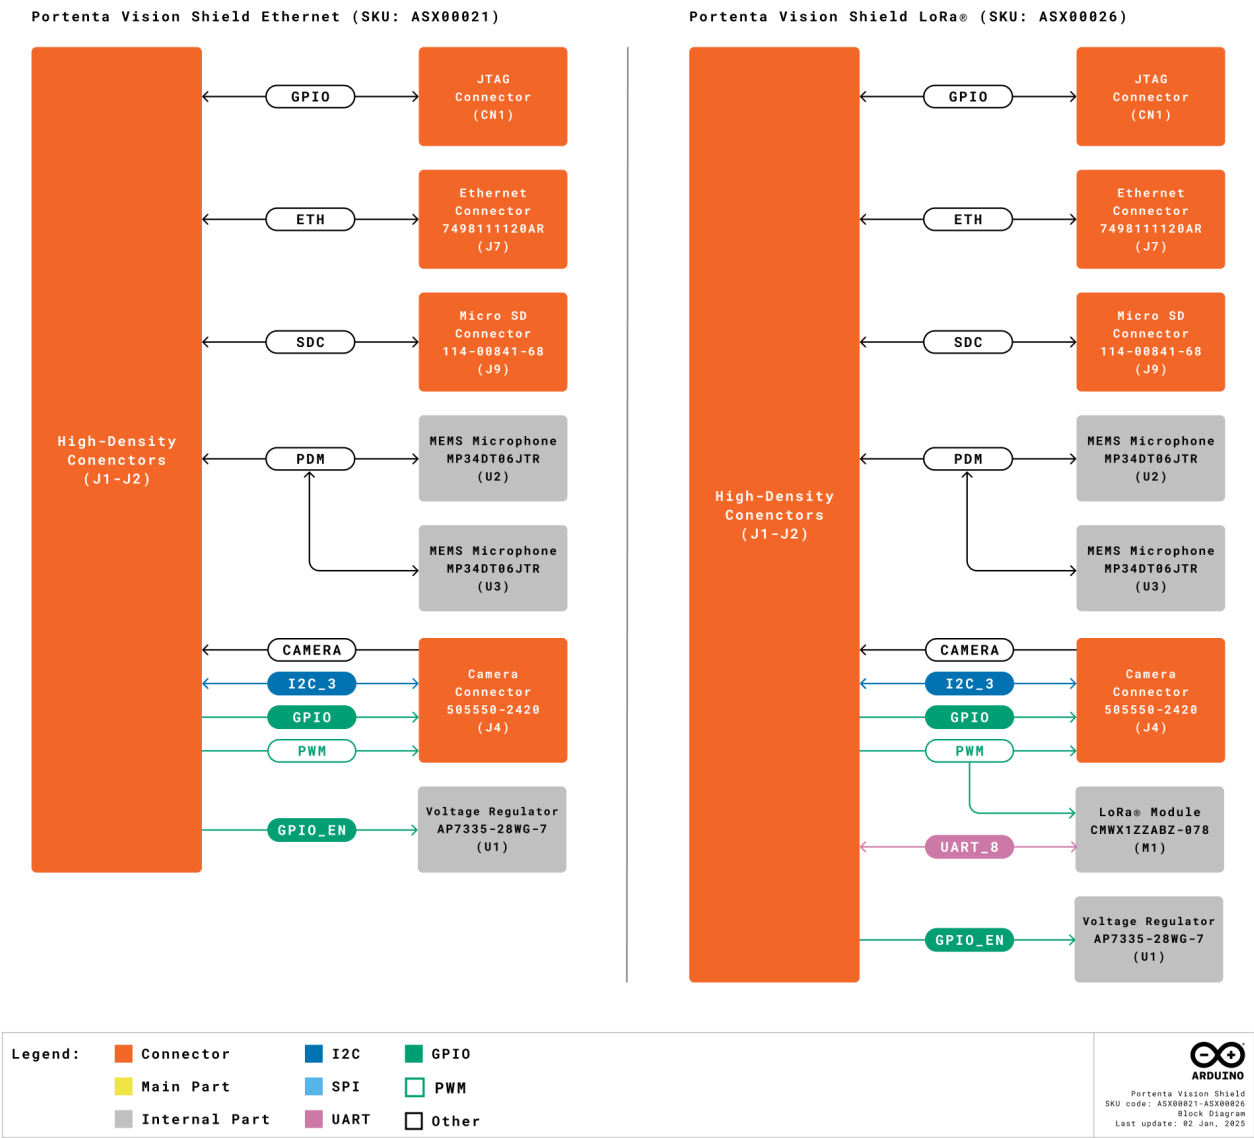 Portenta Vision Shield Ethernet (SKU: ASX00021)
High-Density
Conenctors
(J1-J2)
GPIO
JTAG
Connector
(CN1)
ETH
Ethernet
Connector
7498111120AR
(J7)
SDC
Micro SD
Connector
114-00841-68
(J9)
PDM
MEMS Microphone
MP34DT06JTR
(U2)
MEMS Microphone
MP34DT06JTR
(U3)
CAMERA
I2C_3
GPIO
PWM
Camera
Connector
505550-2420
(J4)
GPIO_EN
Voltage Regulator
AP7335-28WG-7
(U1)
Portenta Vision Shield LoRa® (SKU: ASX00026)
High-Density
Conenctors
(J1-J2)
GPIO
JTAG
Connector
(CN1)
ETH
Ethernet
Connector
7498111120AR
(J7)
SDC
Micro SD
Connector
114-00841-68
(J9)
PDM
MEMS Microphone
MP34DT06JTR
(U2)
MEMS Microphone
MP34DT06JTR
(U3)
CAMERA
I2C_3
GPIO
PWM
Camera
Connector
505550-2420
(J4)
UART_8
LoRa® Module
CMWX1ZZABZ-078
(M1)
GPIO_EN
Voltage Regulator
AP7335-28WG-7
(U1)
Legend:
Connector
Main Part
Internal Part
I2C
SPI
UART
GPIO
PWM
Other
ARDUINO
Portenta Vision Shield
SKU code: ASX00021-ASX00026
Block Diagram
Last update: 02 Jan, 2025